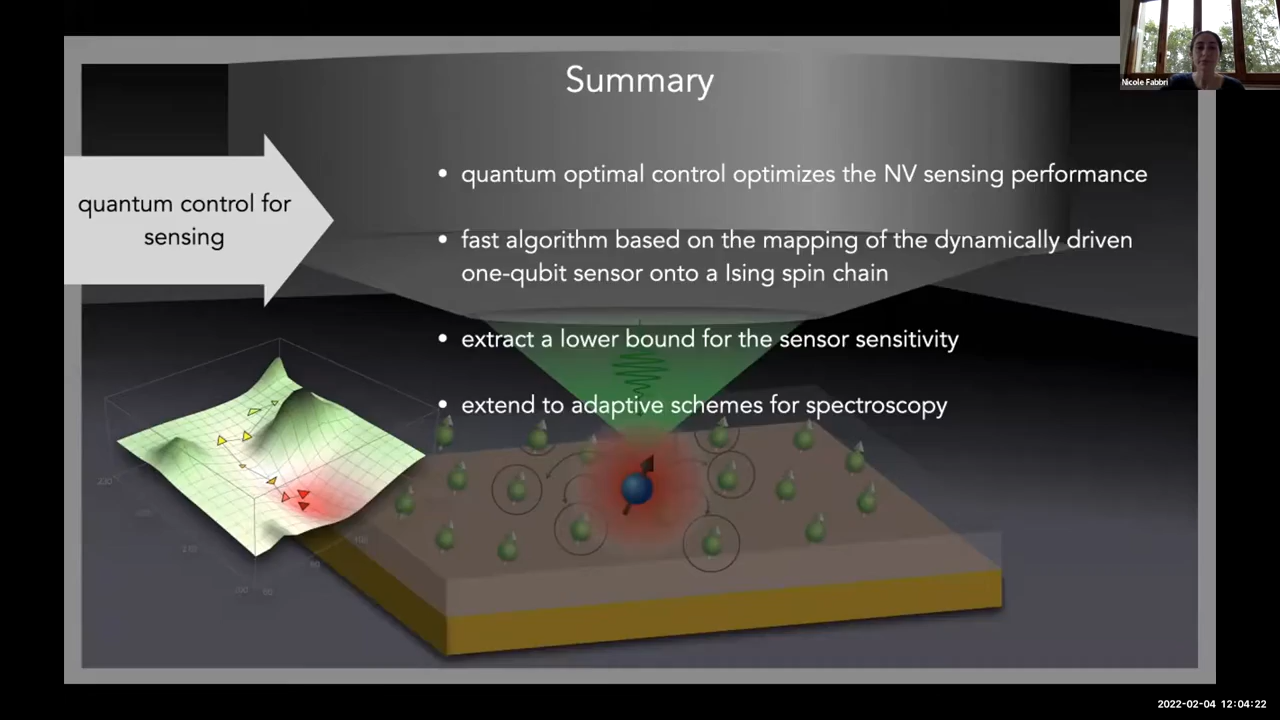 Summary
Nicole Fabbri
quantum control for
sensing
• quantum optimal control optimizes the NV sensing performance
• fast algorithm based on the mapping of the dynamically driven
one-qubit sensor onto a Ising spin chain
• extract a lower bound for the sensor sensitivity
• extend to adaptive schemes for spectroscopy
2022-02-04 12:04:22